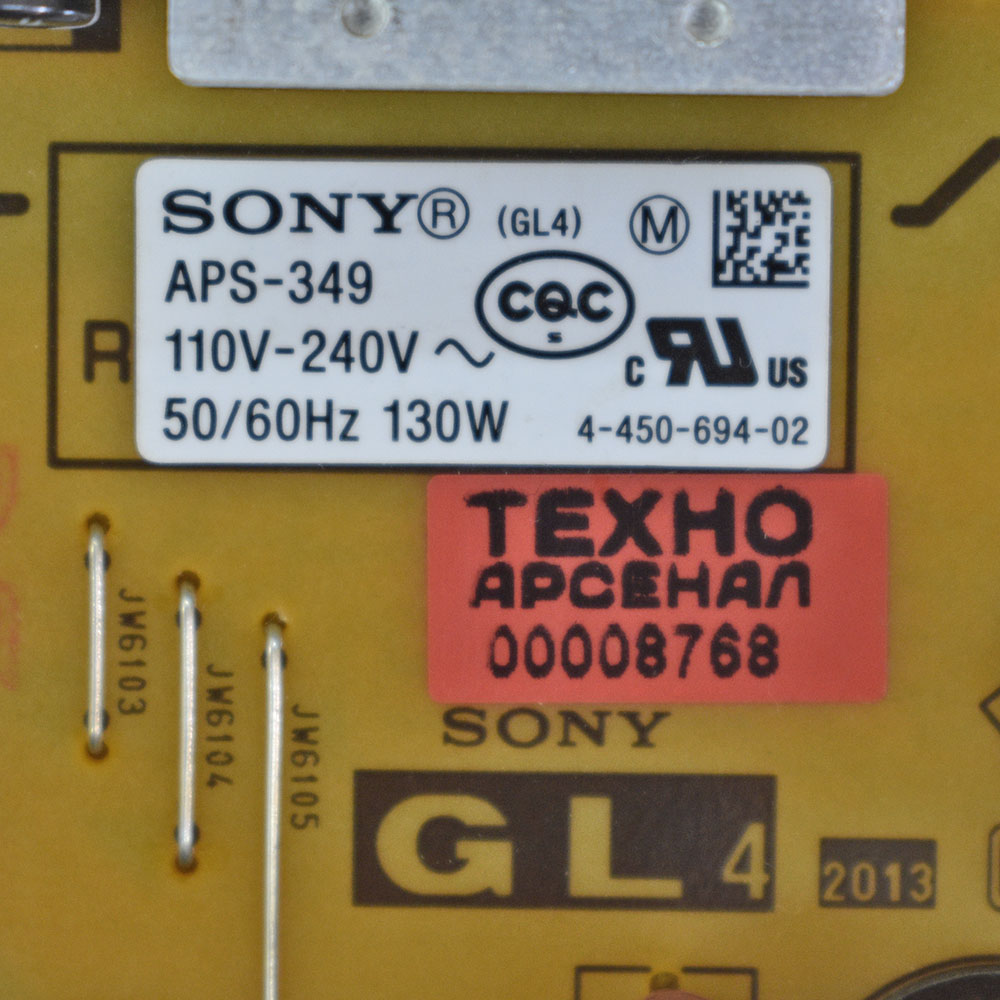 SONY® (GL4) Ⓜ
APS-349
CQC
S
110V-240V ~
C RU US
50/60Hz 130W 4-450-694-02
R
ТЕХНО
АРСЕНАЛ
00008768
SONY
GL4
2013
JW6103
JW6104
JW6105